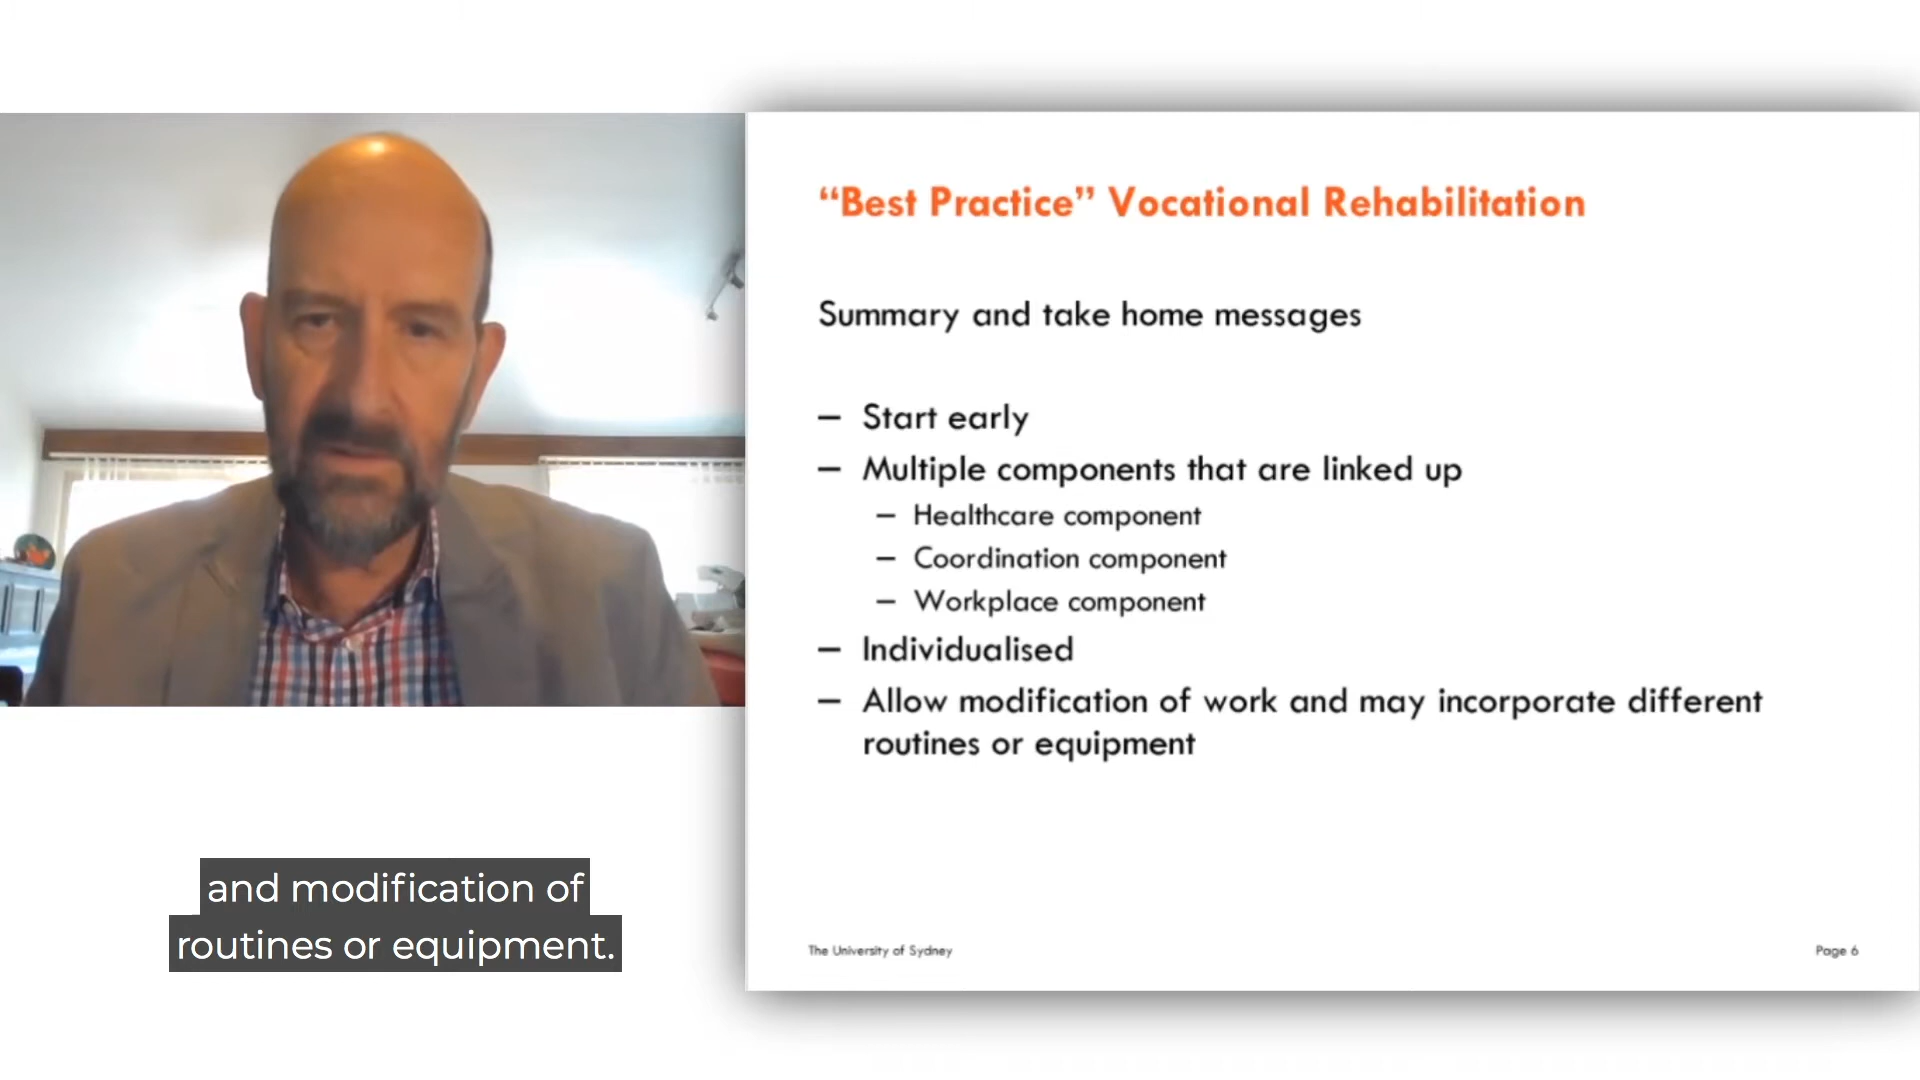 “Best Practice” Vocational Rehabilitation
Summary and take home messages
– Start early
– Multiple components that are linked up
– Healthcare component
– Coordination component
– Workplace component
– Individualised
– Allow modification of work and may incorporate different
routines or equipment
The University of Sydney
Page 6
and modification of
routines or equipment.